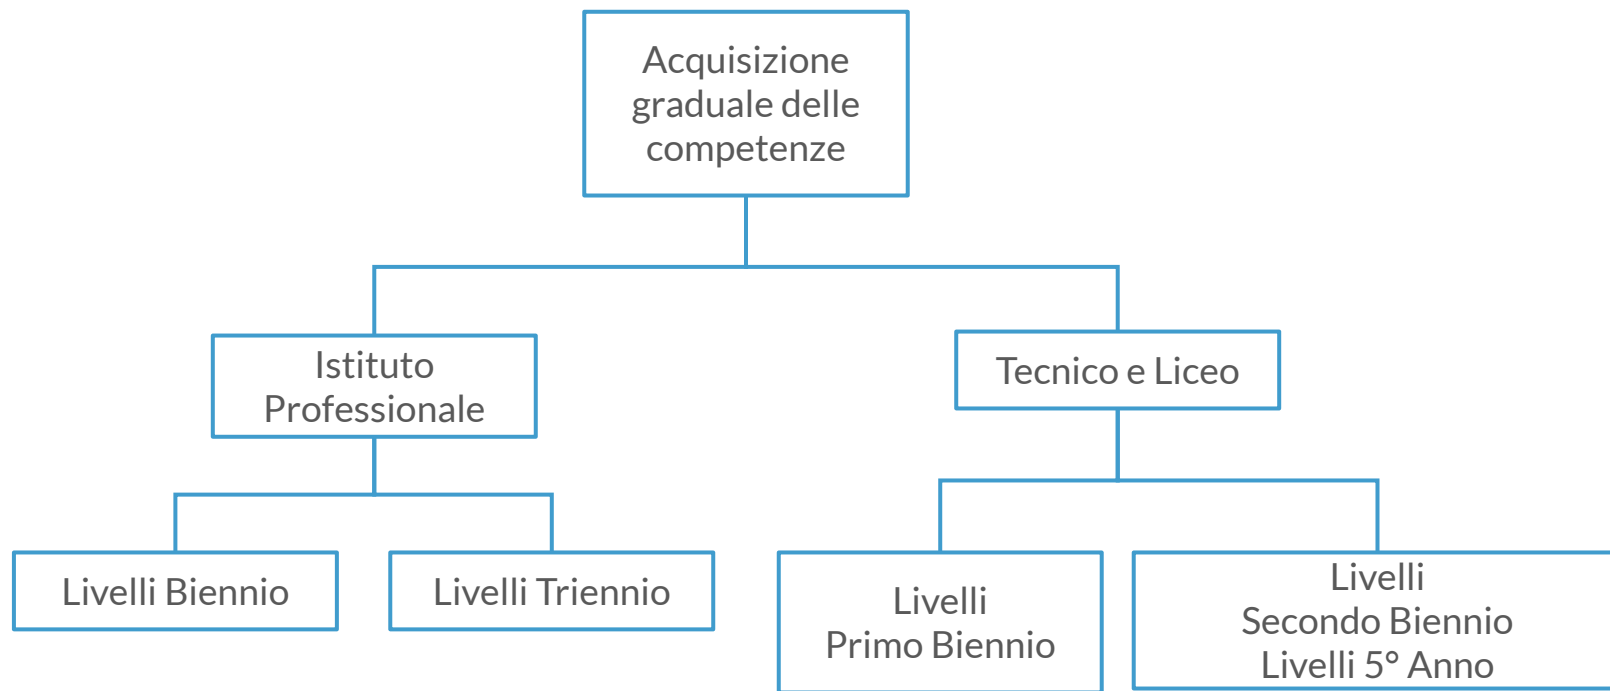 Acquisizione
graduale delle
competenze
Istituto
Professionale
Tecnico e Liceo
Livelli Biennio
Livelli Triennio
Livelli
Primo Biennio
Livelli
Secondo Biennio
Livelli 5° Anno